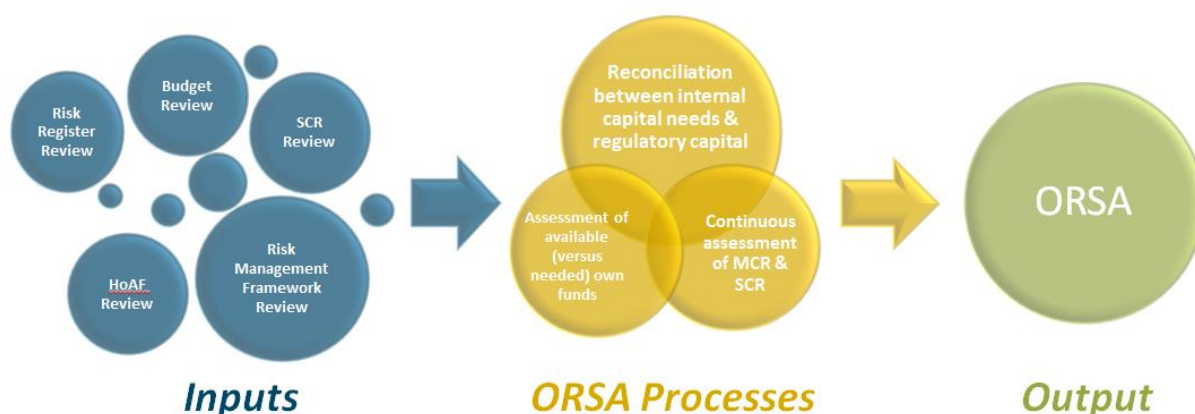 Risk
Register
Review
Budget
Review
SCR
Review
HoAF
Review
Risk
Management
Framework
Review
Reconciliation
between internal
capital needs &
regulatory capital
Assessment of
available
(versus
needed) own
funds
Continuous
assessment
of MCR &
SCR
ORSA
Inputs
ORSA Processes
Output